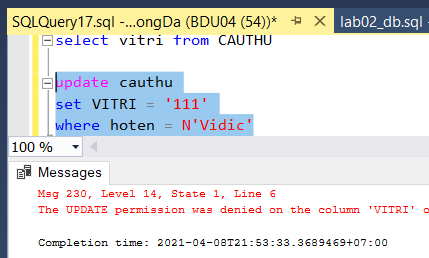 SQLQuery17.sql -...ongDa (BDU04 (54))*
lab02_db.sql
select vitri from CAUTHU
update cauthu
set VITRI = '111'
where hoten = N'Vidic'
100 %
Messages
Msg 230, Level 14, State 1, Line 6
The UPDATE permission was denied on the column 'VITRI' o
Completion time: 2021-04-08T21:53:33.3689469+07:00